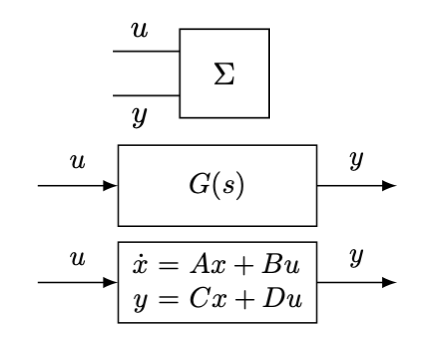 u
Σ
y
u
G(s)
y
u
ẋ = Ax + Bu
y = Cx + Du
y